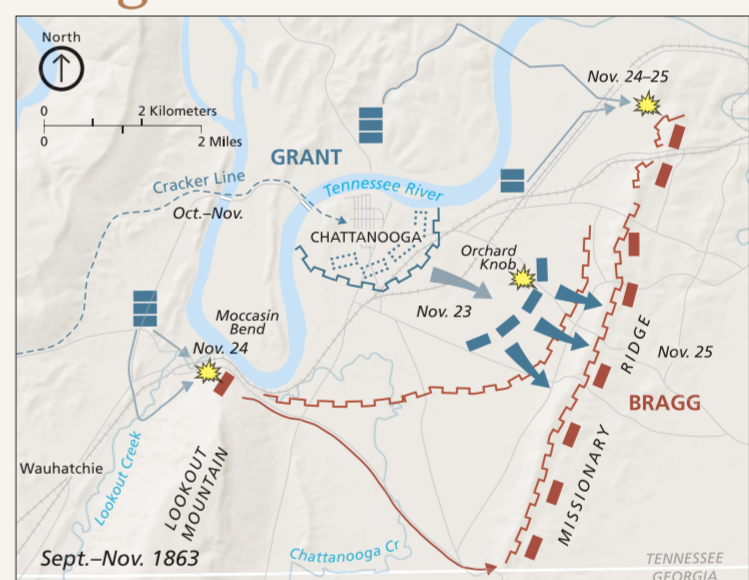 North
0
2 Kilometers
0
2 Miles
Nov. 24–25
GRANT
Cracker Line
Oct.–Nov.
Tennessee River
CHATTANOOGA
Orchard
Knob
Nov. 23
Moccasin
Bend
Nov. 24
RIDGE
Nov. 25
BRAGG
MISSIONARY
Wauhatchie
Lookout Creek
LOOKOUT
MOUNTAIN
Sept.–Nov. 1863
Chattanooga Cr
TENNESSEE
GEORGIA